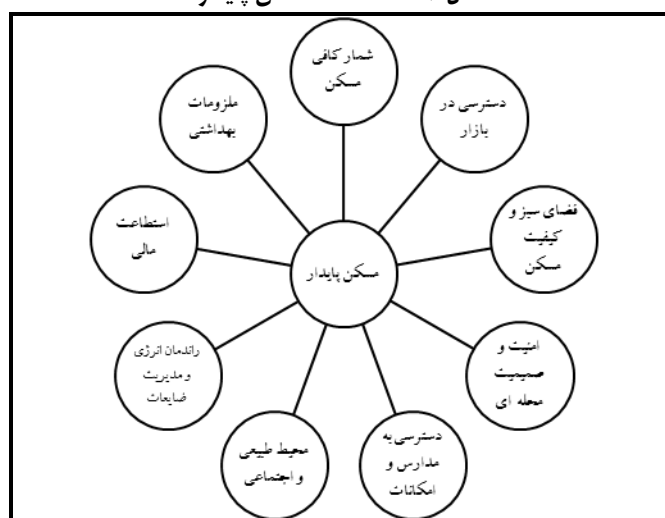 شمار کافی
مسکن
دسترسی در
بازار
فضای سبز و
کیفیت
مسکن
امنیت و
صمیمیت
محله ای
دسترسی به
مدارس و
امکانات
محیط طبیعی
و اجتماعی
راندمان انرژی
و مدیریت
ضایعات
استطاعت
مالی
ملزومات
بهداشتی
مسکن پایدار